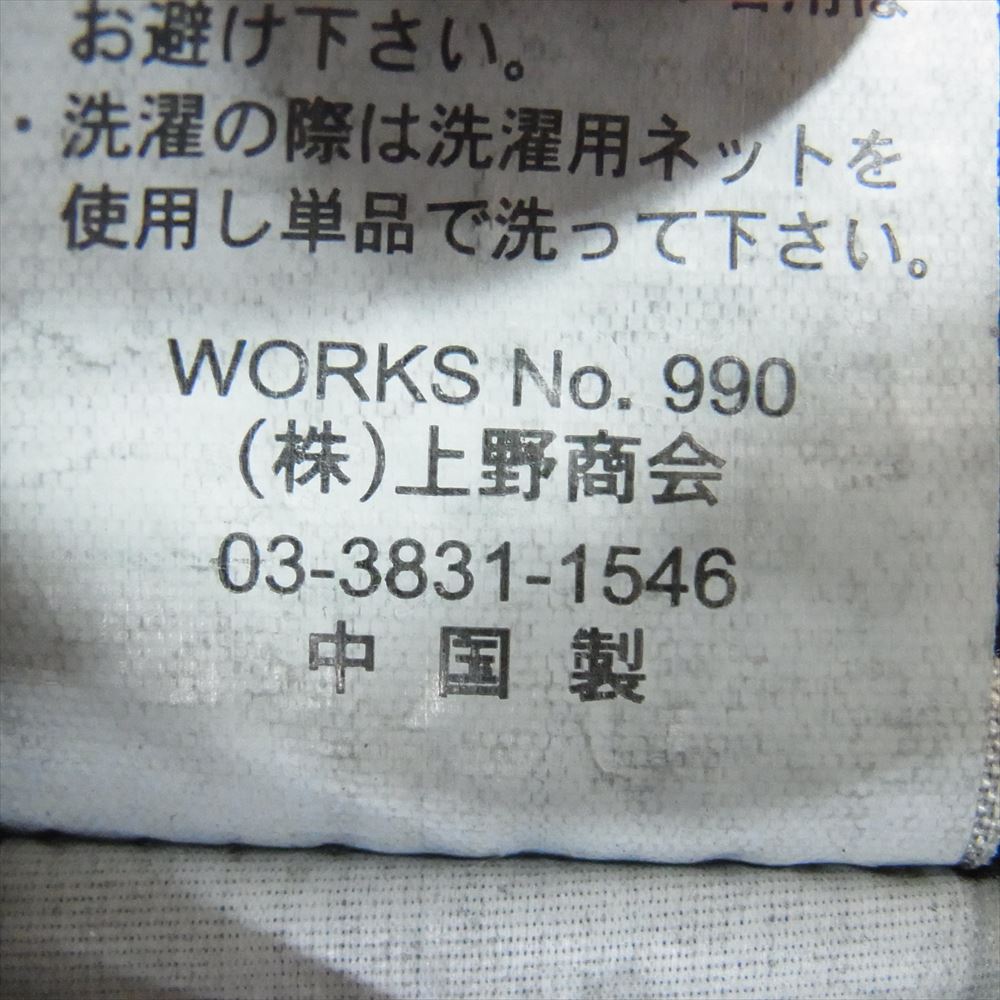 お避け下さい。
・洗濯の際は洗濯用ネットを
使用し単品で洗って下さい。
WORKS No. 990
(株)上野商会
03-3831-1546
中 国 製